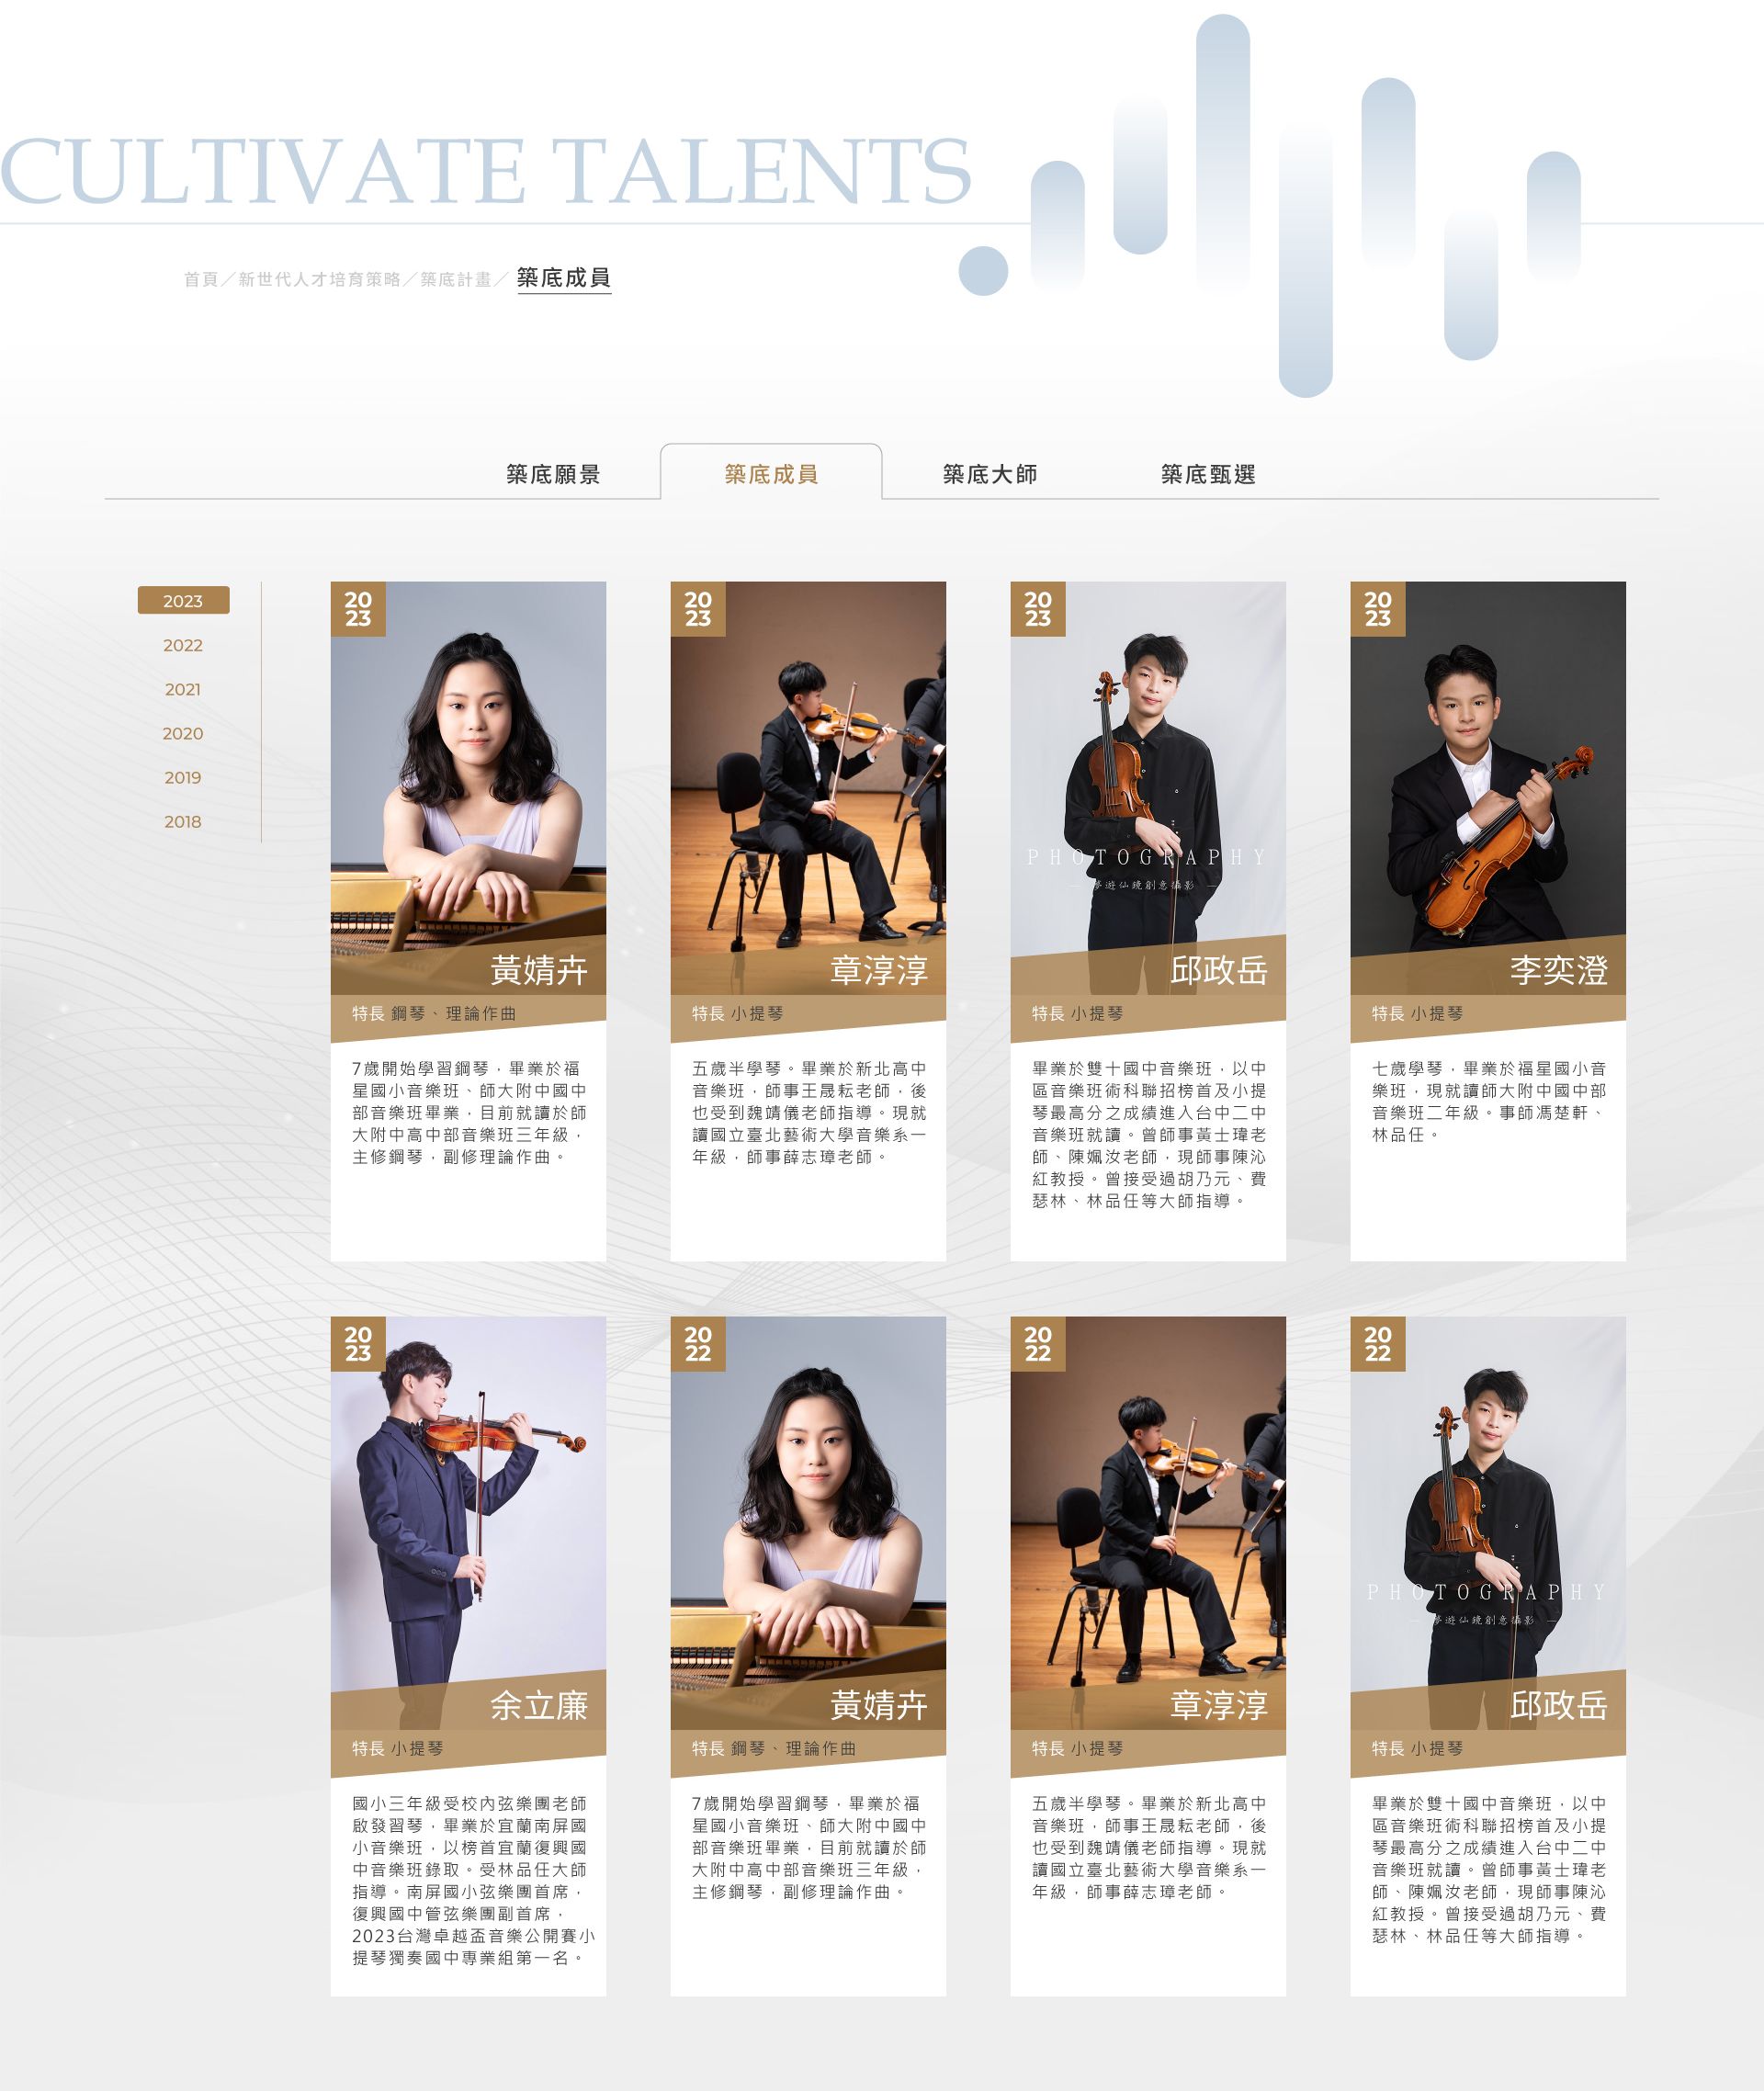 CULTIVATE TALENTS
首頁／新世代人才培育策略／築底計畫／ 築底成員
築底願景
築底成員
築底大師
築底甄選
2023
2022
2021
2020
2019
2018
20
23
黃婧卉
特長 鋼琴、理論作曲
7歲開始學習鋼琴，畢業於福
星國小音樂班、師大附中國中
部音樂班畢業，目前就讀於師
大附中高中部音樂班三年級，
主修鋼琴，副修理論作曲。
20
23
章淳淳
特長 小提琴
五歲半學琴。畢業於新北高中
音樂班，師事王晟耘老師，後
也受到魏靖儀老師指導。現就
讀國立臺北藝術大學音樂系一
年級，師事薛志璋老師。
20
23
PHOTOGRAPHY
夢遊仙鏡創意攝影
邱政岳
特長 小提琴
畢業於雙十國中音樂班，以中
區音樂班術科聯招榜首及小提
琴最高分之成績進入台中二中
音樂班就讀。曾師事黃士瑋老
師、陳姵汝老師，現師事陳沁
紅教授。曾接受過胡乃元、費
瑟林、林品任等大師指導。
20
23
李奕澄
特長 小提琴
七歲學琴，畢業於福星國小音
樂班，現就讀師大附中國中部
音樂班二年級。事師馮楚軒、
林品任。
20
23
余立廉
特長 小提琴
國小三年級受校內弦樂團老師
啟發習琴，畢業於宜蘭南屏國
小音樂班，以榜首宜蘭復興國
中音樂班錄取。受林品任大師
指導。南屏國小弦樂團首席，
復興國中管弦樂團副首席，
2023台灣卓越盃音樂公開賽小
提琴獨奏國中專業組第一名。
20
22
黃婧卉
特長 鋼琴、理論作曲
7歲開始學習鋼琴，畢業於福
星國小音樂班、師大附中國中
部音樂班畢業，目前就讀於師
大附中高中部音樂班三年級，
主修鋼琴，副修理論作曲。
20
22
章淳淳
特長 小提琴
五歲半學琴。畢業於新北高中
音樂班，師事王晟耘老師，後
也受到魏靖儀老師指導。現就
讀國立臺北藝術大學音樂系一
年級，師事薛志璋老師。
20
22
PHOTOGRAPHY
夢遊仙鏡創意攝影
邱政岳
特長 小提琴
畢業於雙十國中音樂班，以中
區音樂班術科聯招榜首及小提
琴最高分之成績進入台中二中
音樂班就讀。曾師事黃士瑋老
師、陳姵汝老師，現師事陳沁
紅教授。曾接受過胡乃元、費
瑟林、林品任等大師指導。